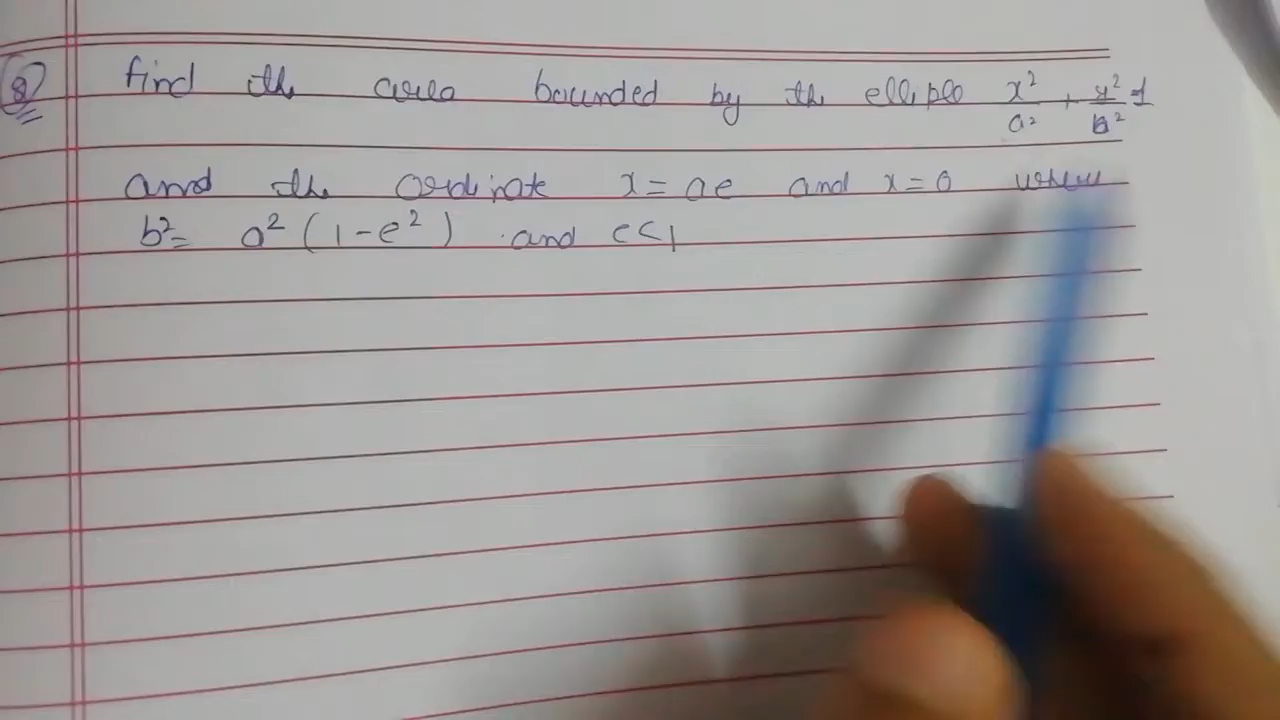 8
find the area bounded by the ellipse x²/a² + y²/b² = 1
and the ordinate x = ae and x = 0 where
b² = a² (1 - e²) and e < 1